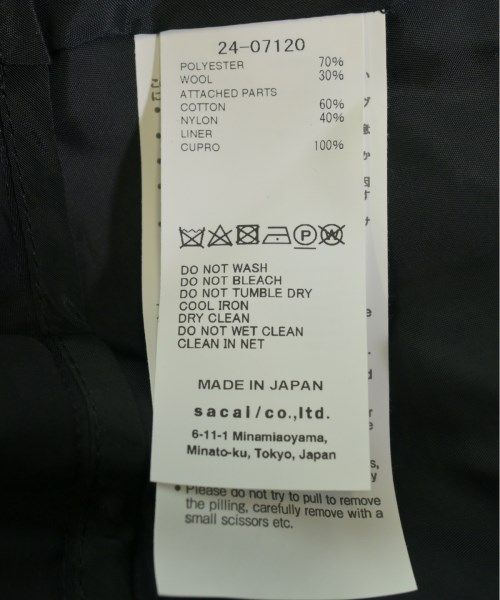 24-07120
POLYESTER 70%
WOOL 30%
ATTACHED PARTS
COTTON 60%
NYLON 40%
LINER
CUPRO 100%
DO NOT WASH
DO NOT BLEACH
DO NOT TUMBLE DRY
COOL IRON
DRY CLEAN
DO NOT WET CLEAN
CLEAN IN NET
MADE IN JAPAN
sacai/co.,ltd.
6-11-1 Minamiaoyama,
Minato-ku, Tokyo, Japan
• Please do not try to pull to remove
the pilling, carefully remove with a
small scissors etc.